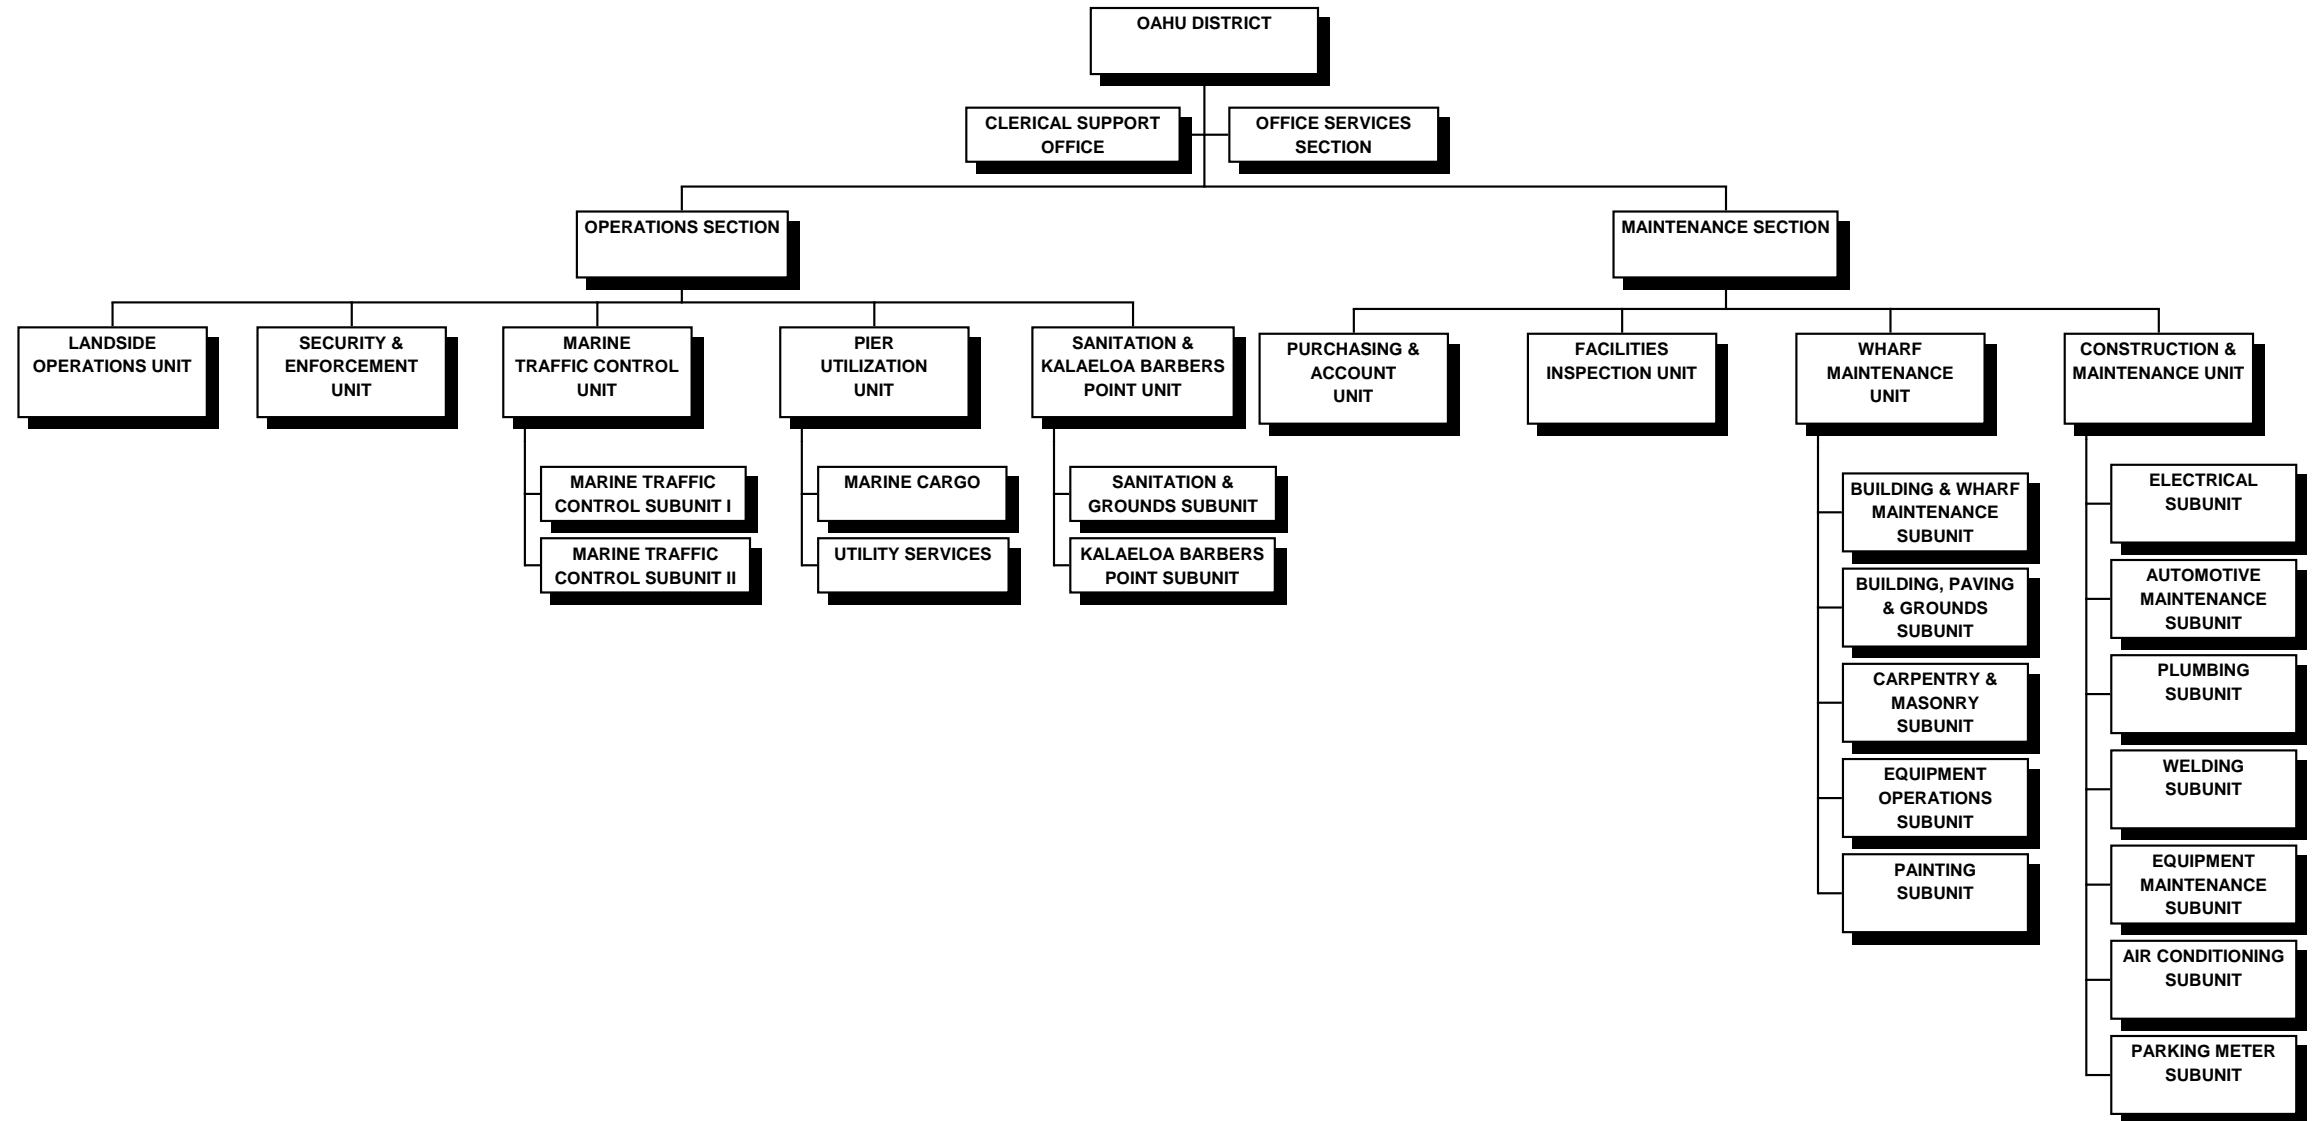 OAHU DISTRICT
CLERICAL SUPPORT
OFFICE
OFFICE SERVICES
SECTION
OPERATIONS SECTION
MAINTENANCE SECTION
LANDSIDE
OPERATIONS UNIT
SECURITY &
ENFORCEMENT
UNIT
MARINE
TRAFFIC CONTROL
UNIT
PIER
UTILIZATION
UNIT
SANITATION &
KALAELOA BARBERS
POINT UNIT
PURCHASING &
ACCOUNT
UNIT
FACILITIES
INSPECTION UNIT
WHARF
MAINTENANCE
UNIT
CONSTRUCTION &
MAINTENANCE UNIT
MARINE TRAFFIC
CONTROL SUBUNIT I
MARINE TRAFFIC
CONTROL SUBUNIT II
MARINE CARGO
UTILITY SERVICES
SANITATION &
GROUNDS SUBUNIT
KALAELOA BARBERS
POINT SUBUNIT
BUILDING & WHARF
MAINTENANCE
SUBUNIT
BUILDING, PAVING
& GROUNDS
SUBUNIT
CARPENTRY &
MASONRY
SUBUNIT
EQUIPMENT
OPERATIONS
SUBUNIT
PAINTING
SUBUNIT
ELECTRICAL
SUBUNIT
AUTOMOTIVE
MAINTENANCE
SUBUNIT
PLUMBING
SUBUNIT
WELDING
SUBUNIT
EQUIPMENT
MAINTENANCE
SUBUNIT
AIR CONDITIONING
SUBUNIT
PARKING METER
SUBUNIT